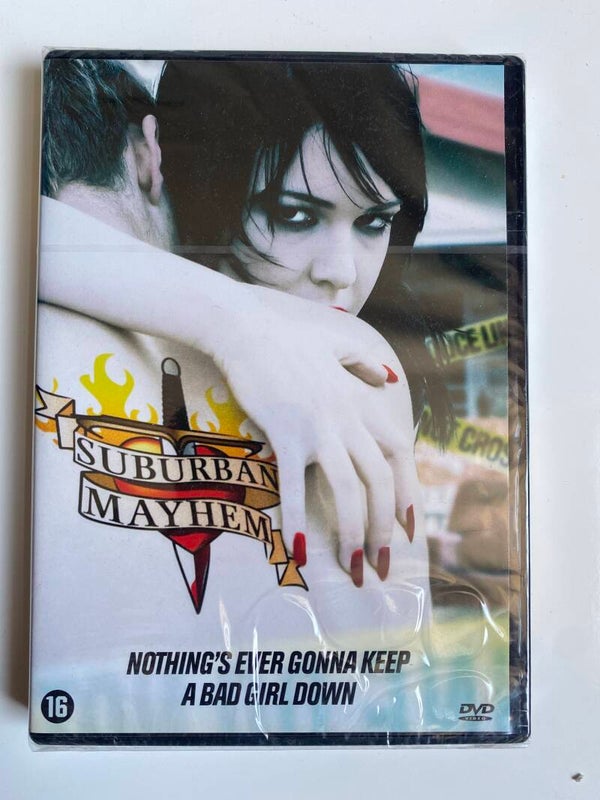 SUBURBAN
MAYHEM
NOTHING'S EVER GONNA KEEP
A BAD GIRL DOWN
16
DVD
VIDEO